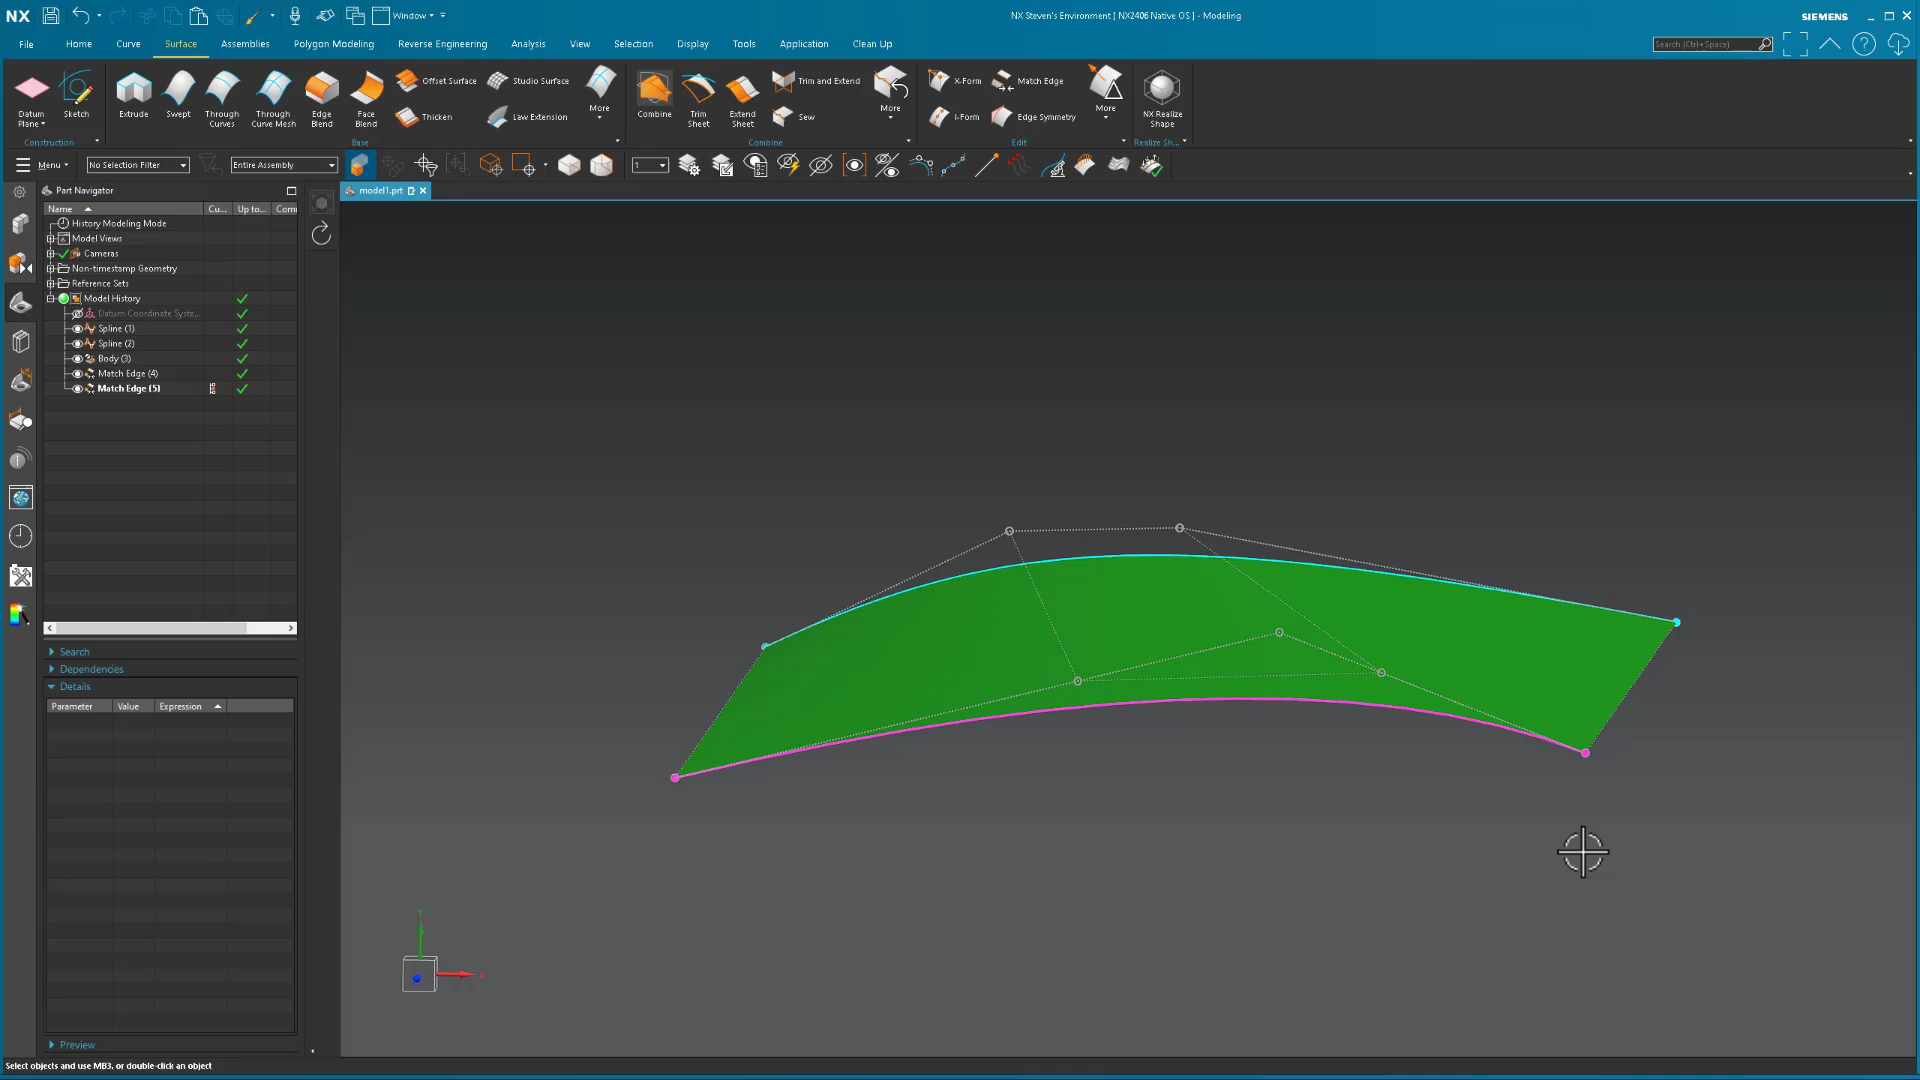 NX
Window
NX Steven's Environment [ NX2406 Native OS ] - Modeling
SIEMENS
File
Home
Curve
Surface
Assemblies
Polygon Modeling
Reverse Engineering
Analysis
View
Selection
Display
Tools
Application
Clean Up
Search (Ctrl+Space)
Datum
Plane
Sketch
Construction
Extrude
Swept
Through
Curves
Through
Curve Mesh
Edge
Blend
Face
Blend
Offset Surface
Thicken
Studio Surface
Law Extension
More
Base
Combine
Trim
Sheet
Extend
Sheet
Trim and Extend
Sew
More
Combine
X-Form
I-Form
Match Edge
Edge Symmetry
More
Edit
NX Realize
Shape
Realize Sh...
Menu
No Selection Filter
Entire Assembly
1
Part Navigator
model1.prt
Name
Cu...
Up to...
Com
History Modeling Mode
Model Views
Cameras
Non-timestamp Geometry
Reference Sets
Model History
Datum Coordinate Syste...
Spline (1)
Spline (2)
Body (3)
Match Edge (4)
Match Edge (5)
Search
Dependencies
Details
Parameter
Value
Expression
Preview
Y
X
Select objects and use MB3, or double-click an object